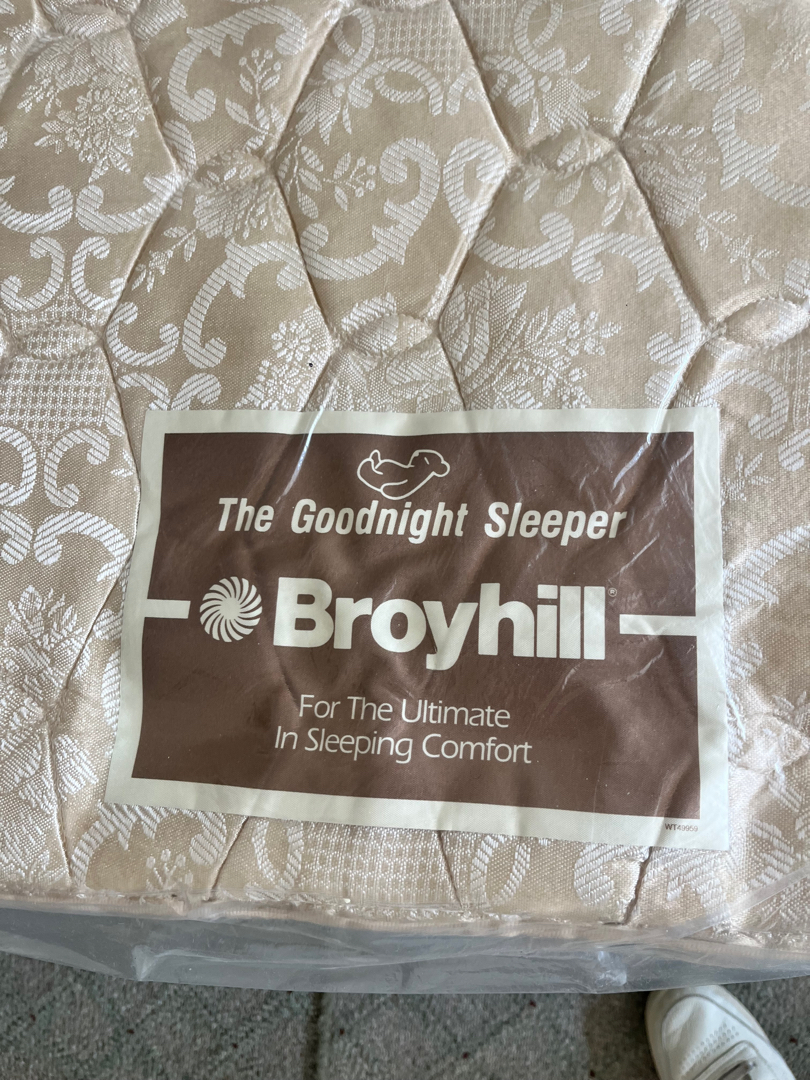 The Goodnight Sleeper
Broyhill®
For The Ultimate
In Sleeping Comfort
WT49959